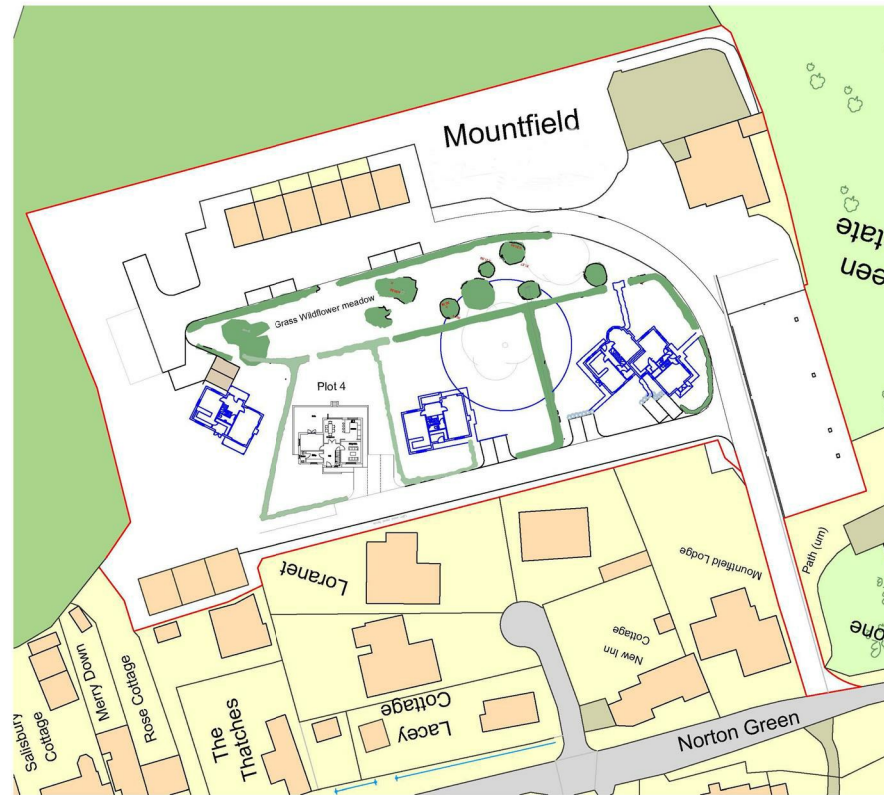 Mountfield
Grass Wildflower meadow
Plot 4
Loranet
Mountfield Lodge
Path (um)
New Inn
Cottage
Lacey
Cottage
Norton Green
The
Thatches
Rose Cottage
Merry Down
Salisbury
Cottage